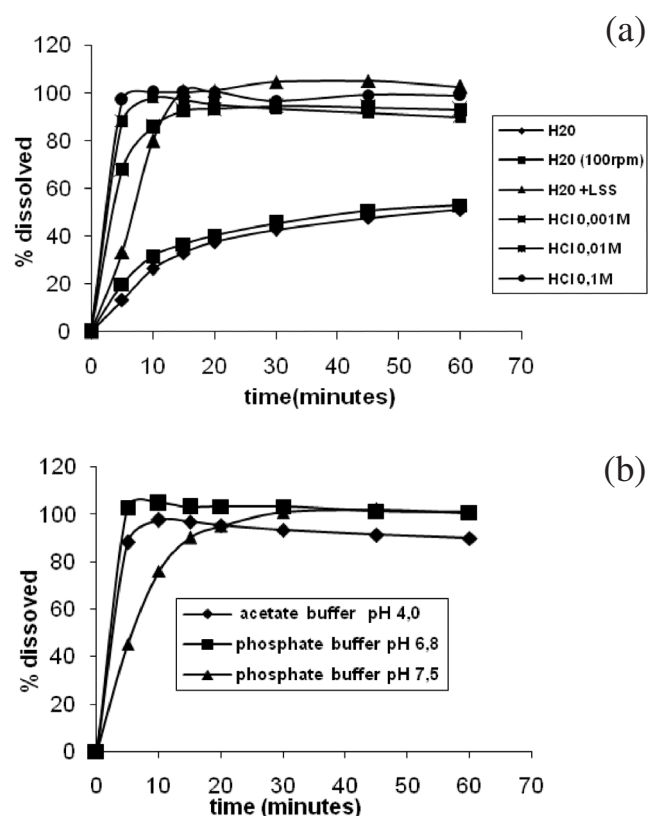 (a)
120
100
80
60
40
20
0
% dissolved
0 10 20 30 40 50 60 70
time(minutes)
H20
H20 (100rpm)
H20 +LSS
HCl 0,001M
HCl 0,01M
HCl 0,1M
(b)
120
100
80
60
40
20
0
% dissoved
acetate buffer pH 4,0
phosphate buffer pH 6,8
phosphate buffer pH 7,5
0 10 20 30 40 50 60 70
time (minutes)